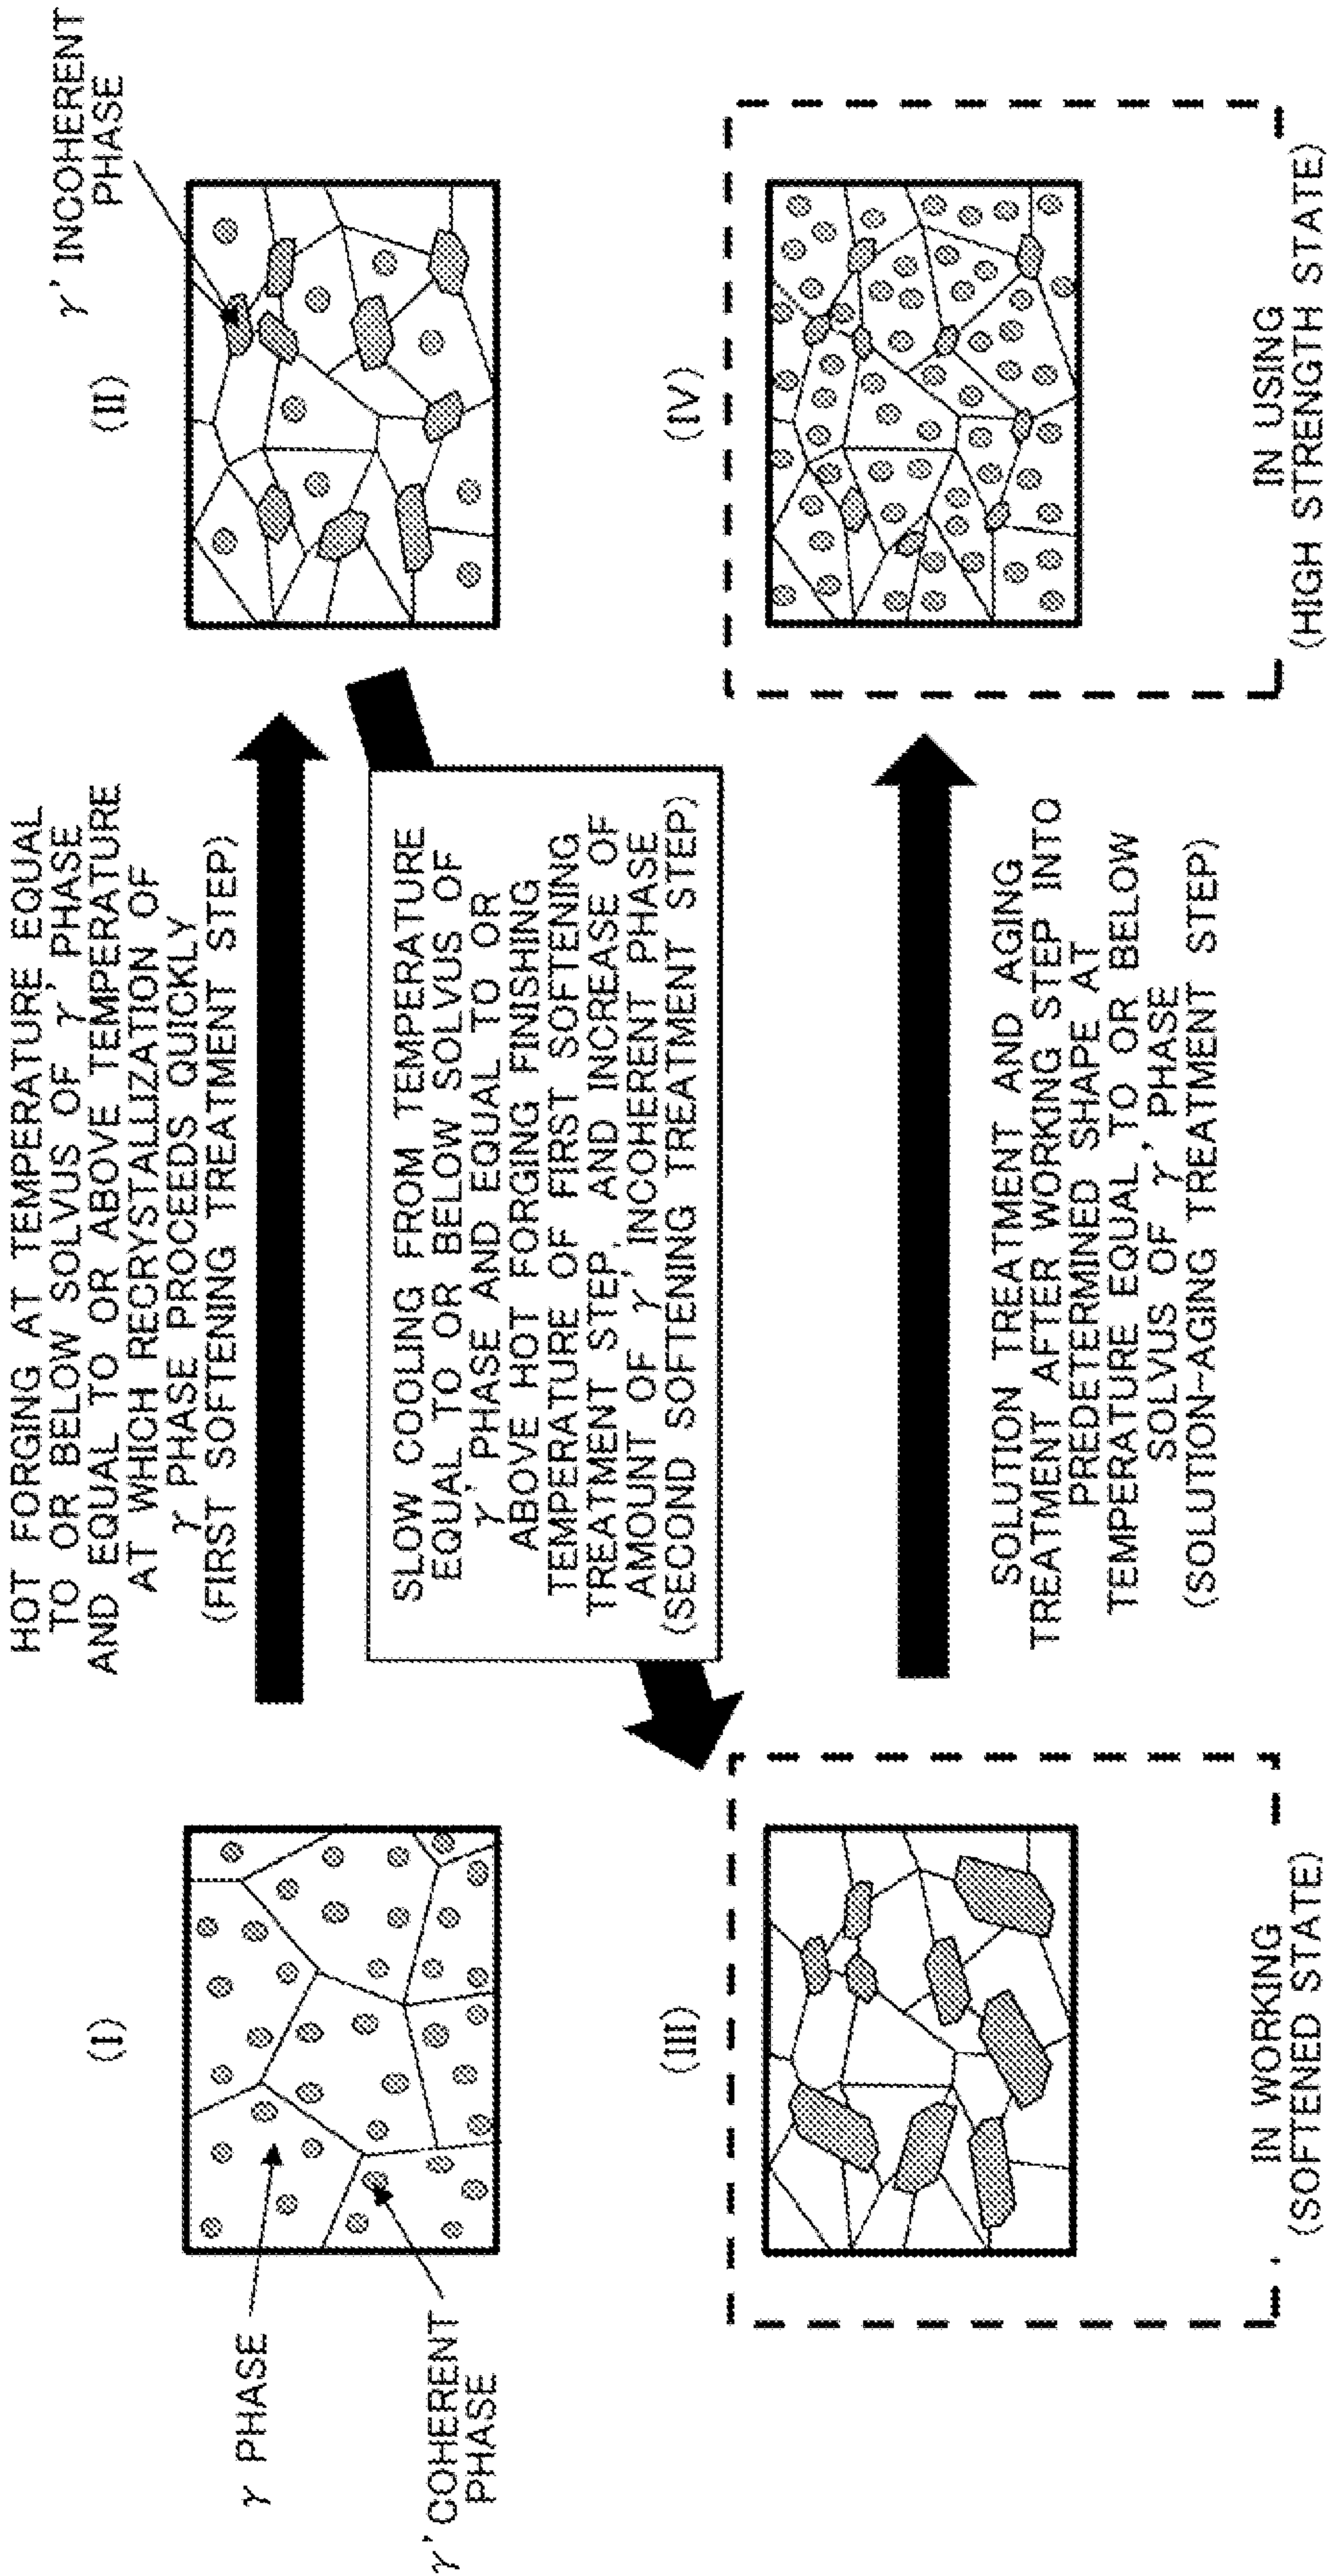 HOT FORGING AT TEMPERATURE EQUAL
TO OR BELOW SOLVUS OF γ' PHASE
AND EQUAL TO OR ABOVE TEMPERATURE
AT WHICH RECRYSTALLIZATION OF
γ PHASE PROCEEDS QUICKLY
(FIRST SOFTENING TREATMENT STEP)
(I)
γ PHASE
γ' COHERENT
PHASE
(II)
γ' INCOHERENT
PHASE
SLOW COOLING FROM TEMPERATURE
EQUAL TO OR BELOW SOLVUS OF
γ' PHASE AND EQUAL TO OR
ABOVE HOT FORGING FINISHING
TEMPERATURE OF FIRST SOFTENING
TREATMENT STEP, AND INCREASE OF
AMOUNT OF γ' INCOHERENT PHASE
(SECOND SOFTENING TREATMENT STEP)
(III)
IN WORKING
(SOFTENED STATE)
SOLUTION TREATMENT AND AGING
TREATMENT AFTER WORKING STEP INTO
PREDETERMINED SHAPE AT
TEMPERATURE EQUAL TO OR BELOW
SOLVUS OF γ' PHASE
(SOLUTION-AGING TREATMENT STEP)
(IV)
IN USING
(HIGH STRENGTH STATE)